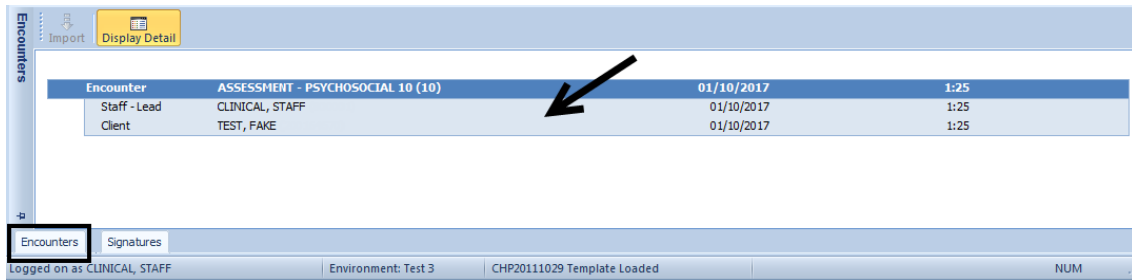 Encounters
Import Display Detail
Encounter ASSESSMENT - PSYCHOSOCIAL 10 (10) 01/10/2017 1:25
Staff - Lead CLINICAL, STAFF 01/10/2017 1:25
Client TEST, FAKE 01/10/2017 1:25
Encounters Signatures
Logged on as CLINICAL, STAFF Environment: Test 3 CHP20111029 Template Loaded NUM